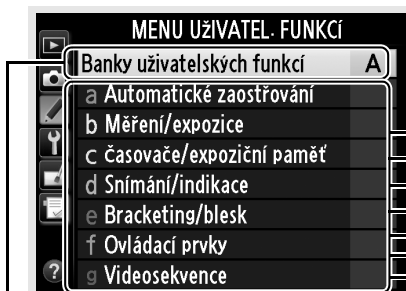 MENU UŽIVATEL. FUNKCÍ
Banky uživatelských funkcí A
a Automatické zaostřování
b Měření/expozice
c Časovače/expoziční paměť
d Snímání/indikace
e Bracketing/blesk
f Ovládací prvky
g Videosekvence
?